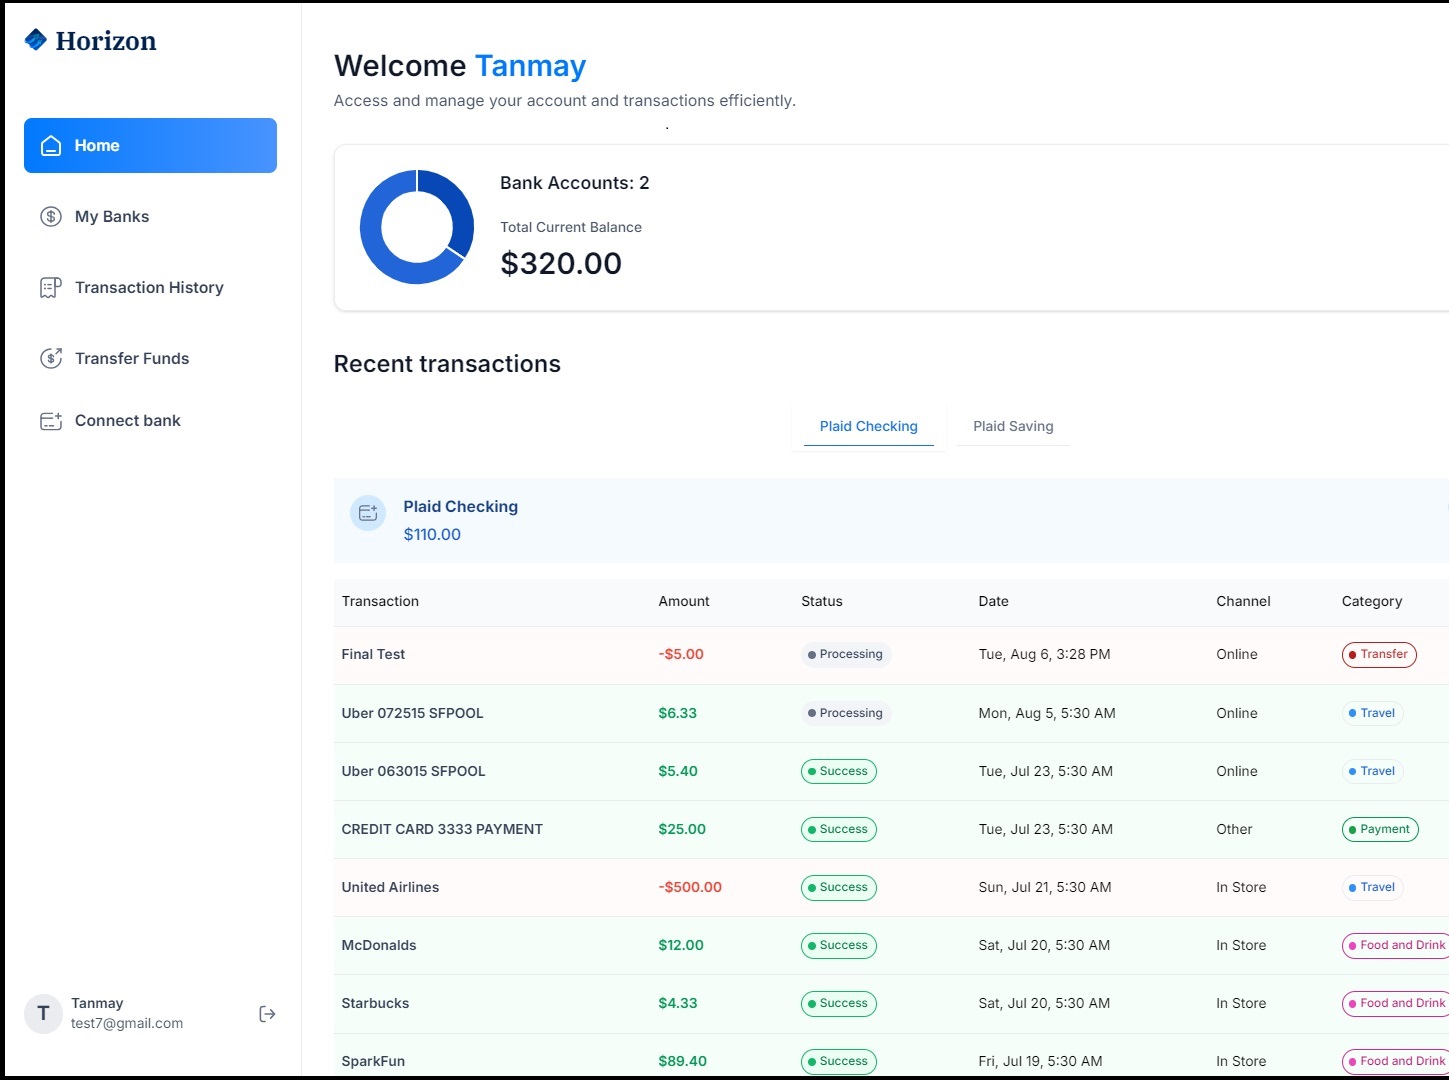 Horizon
Home
My Banks
Transaction History
Transfer Funds
Connect bank
T
Tanmay
test7@gmail.com
Welcome Tanmay
Access and manage your account and transactions efficiently.
Bank Accounts: 2
Total Current Balance
$320.00
Recent transactions
Plaid Checking Plaid Saving
Plaid Checking
$110.00
Transaction Amount Status Date Channel Category
Final Test -$5.00 Processing Tue, Aug 6, 3:28 PM Online Transfer
Uber 072515 SFPOOL $6.33 Processing Mon, Aug 5, 5:30 AM Online Travel
Uber 063015 SFPOOL $5.40 Success Tue, Jul 23, 5:30 AM Online Travel
CREDIT CARD 3333 PAYMENT $25.00 Success Tue, Jul 23, 5:30 AM Other Payment
United Airlines -$500.00 Success Sun, Jul 21, 5:30 AM In Store Travel
McDonalds $12.00 Success Sat, Jul 20, 5:30 AM In Store Food and Drink
Starbucks $4.33 Success Sat, Jul 20, 5:30 AM In Store Food and Drink
SparkFun $89.40 Success Fri, Jul 19, 5:30 AM In Store Food and Drink